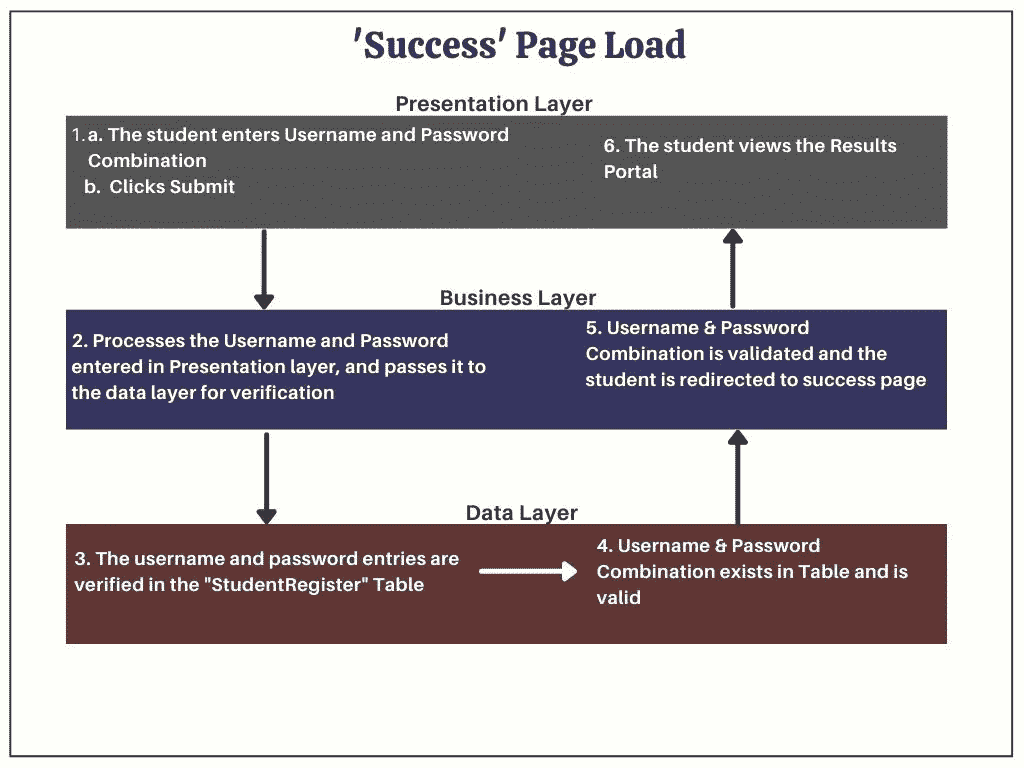 'Success' Page Load
Presentation Layer
1. a. The student enters Username and Password
Combination
b. Clicks Submit
6. The student views the Results
Portal
Business Layer
2. Processes the Username and Password
entered in Presentation layer, and passes it to
the data layer for verification
5. Username & Password
Combination is validated and the
student is redirected to success page
Data Layer
3. The username and password entries are
verified in the "StudentRegister" Table
4. Username & Password
Combination exists in Table and is
valid